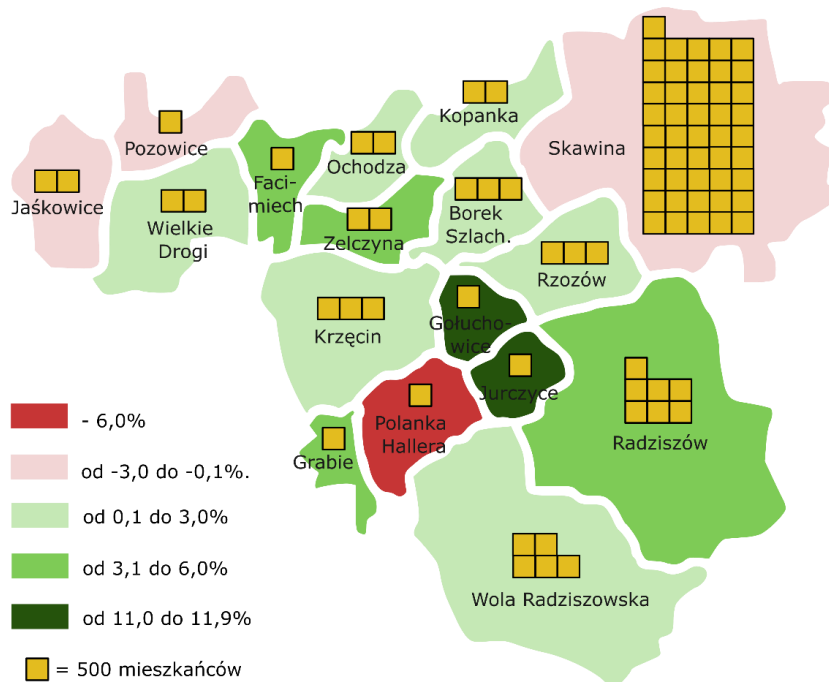 Kopanka
Skawina
Pozowice
Ochodza
Faci-
miech
Jaśkowice
Wielkie
Drogi
Zelczyna
Borek
Szlach.
Rzozów
Krzęcin
Gołucho-
wice
Jurczyce
Polanka
Hallera
Radziszów
Grabie
Wola Radziszowska
- 6,0%
od -3,0 do -0,1%.
od 0,1 do 3,0%
od 3,1 do 6,0%
od 11,0 do 11,9%
= 500 mieszkańców